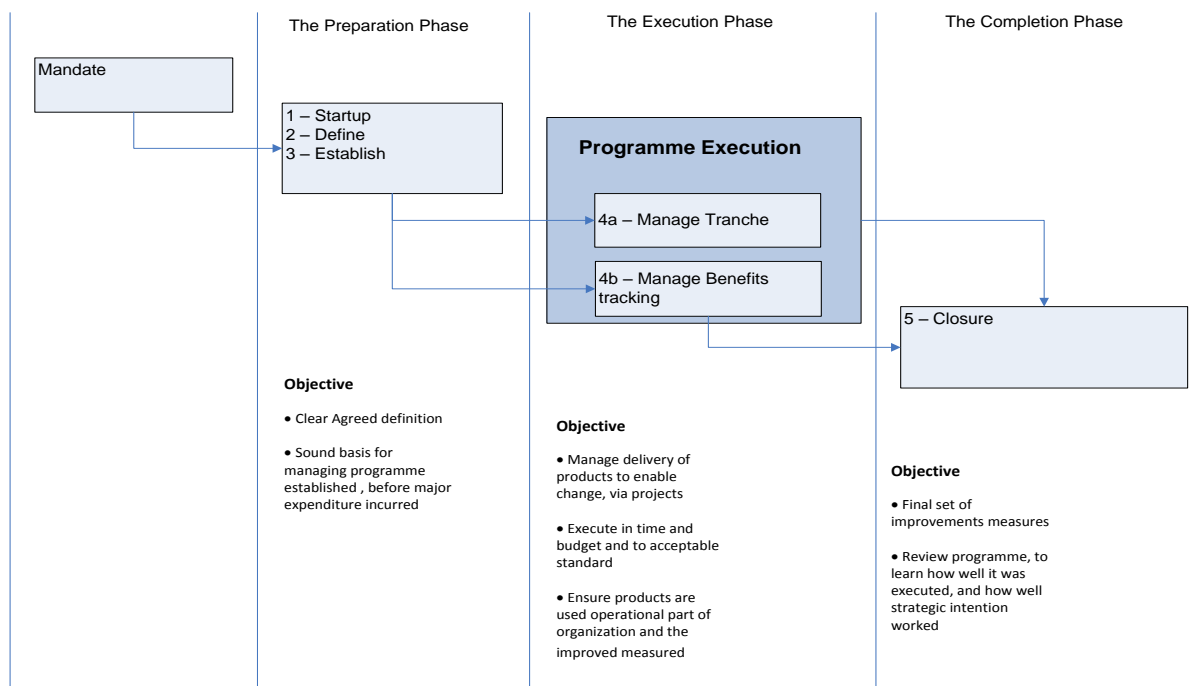 The Preparation Phase
The Execution Phase
The Completion Phase
Mandate
1 – Startup
2 – Define
3 – Establish
Programme Execution
4a – Manage Tranche
4b – Manage Benefits
tracking
5 – Closure
Objective
• Clear Agreed definition
• Sound basis for
managing programme
established , before major
expenditure incurred
Objective
• Manage delivery of
products to enable
change, via projects
• Execute in time and
budget and to acceptable
standard
• Ensure products are
used operational part of
organization and the
improved measured
Objective
• Final set of
improvements measures
• Review programme, to
learn how well it was
executed, and how well
strategic intention
worked